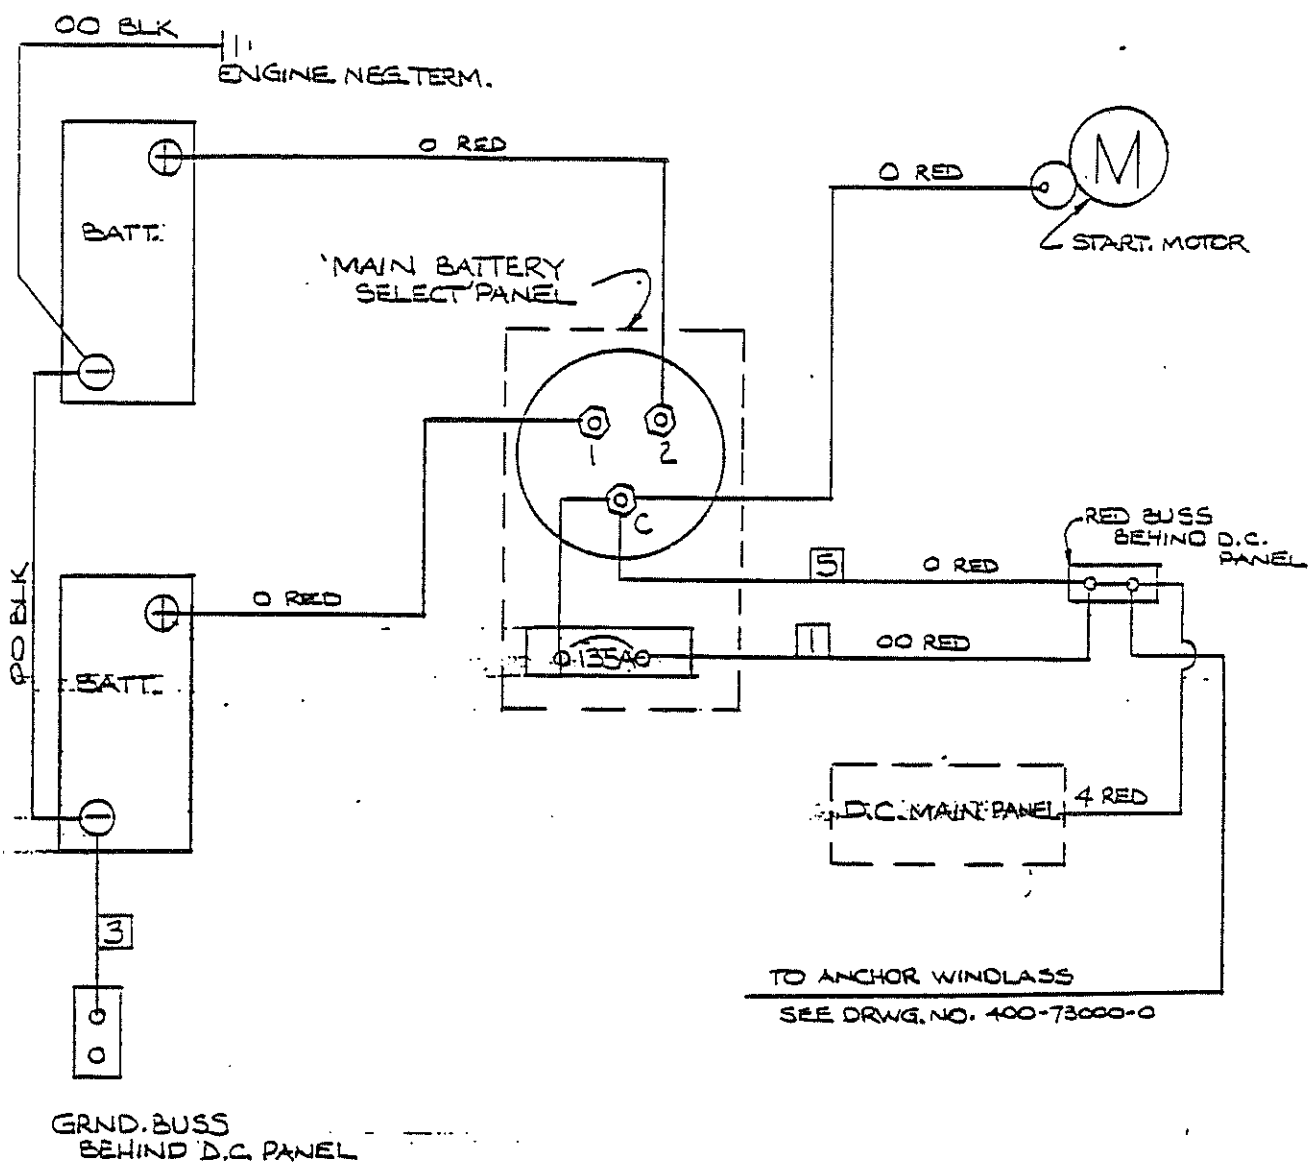 00 BLK
ENGINE NEG. TERM.
0 RED
0 RED
M
START. MOTOR
BATT.
'MAIN BATTERY
SELECT' PANEL
1
2
C
RED BUSS
BEHIND D.C.
PANEL
5
0 RED
00 BLK
0 RED
1
00 RED
135A
BATT.
D.C. MAIN PANEL
4 RED
3
TO ANCHOR WINDLASS
SEE DRWG. NO. 400-73000-0
GRND. BUSS
BEHIND D.C. PANEL